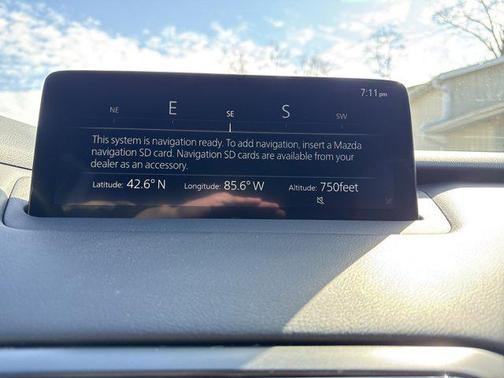 7:11 pm
NE E SE S SW
This system is navigation ready. To add navigation, insert a Mazda
navigation SD card. Navigation SD cards are available from your
dealer as an accessory.
Latitude: 42.6° N Longitude: 85.6° W Altitude: 750feet